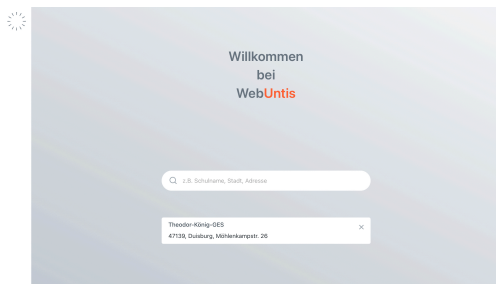 Willkommen
bei
WebUntis
z.B. Schulname, Stadt, Adresse
Theodor-König-GES
47139, Duisburg, Möhlenkampstr. 26